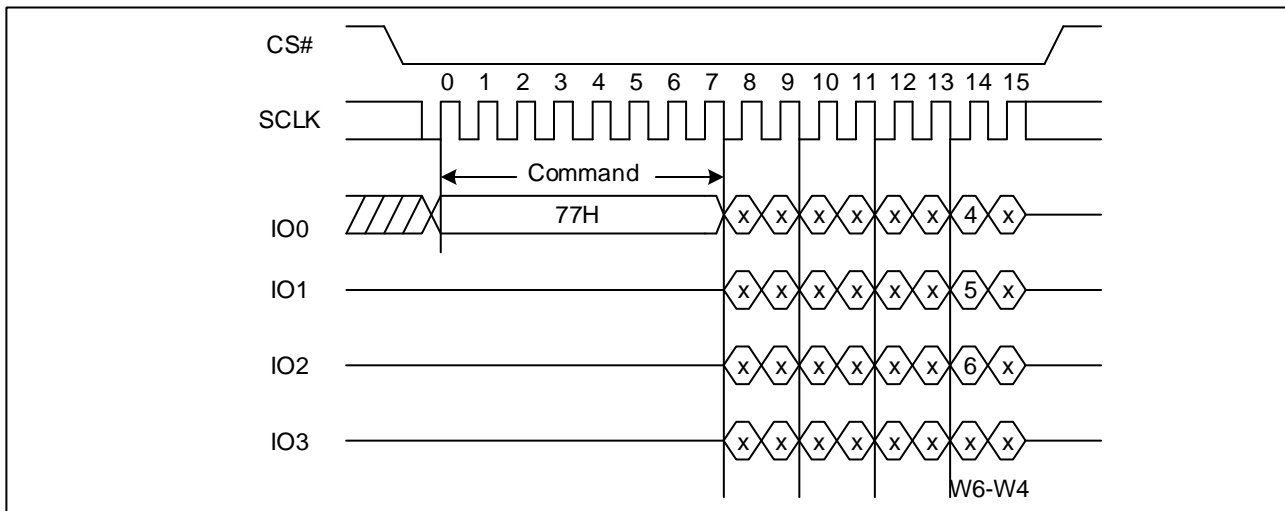 CS#
0 1 2 3 4 5 6 7 8 9 10 11 12 13 14 15
SCLK
Command
IO0 77H x x x x x x 4 x
IO1 x x x x x x 5 x
IO2 x x x x x x 6 x
IO3 x x x x x x x x
W6-W4